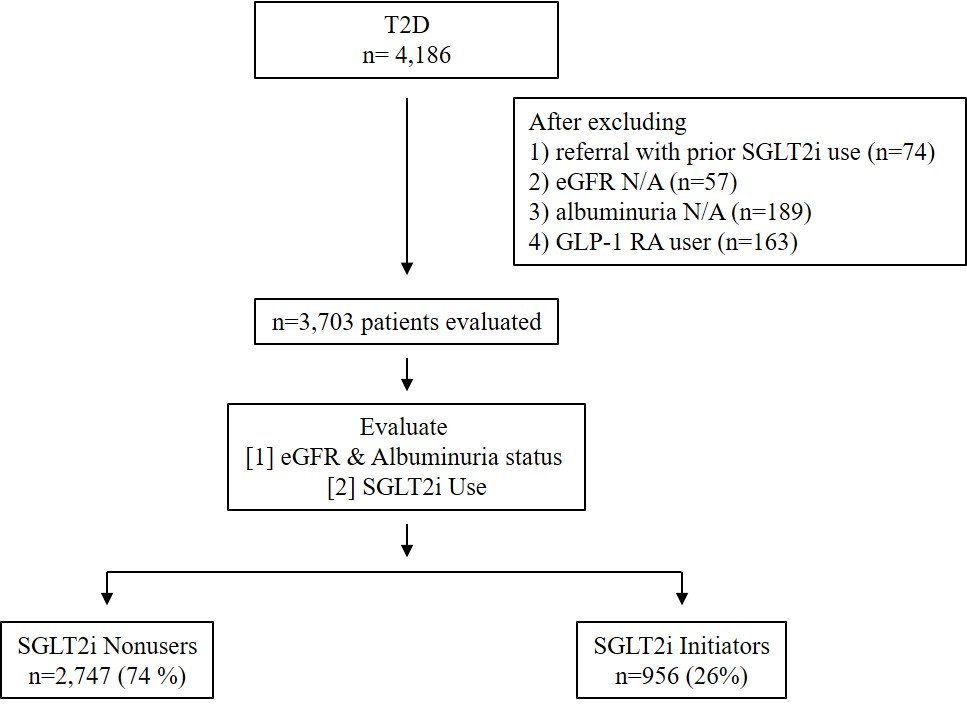 T2D
n= 4,186
After excluding
1) referral with prior SGLT2i use (n=74)
2) eGFR N/A (n=57)
3) albuminuria N/A (n=189)
4) GLP-1 RA user (n=163)
n=3,703 patients evaluated
Evaluate
[1] eGFR & Albuminuria status
[2] SGLT2i Use
SGLT2i Nonusers
n=2,747 (74 %)
SGLT2i Initiators
n=956 (26%)